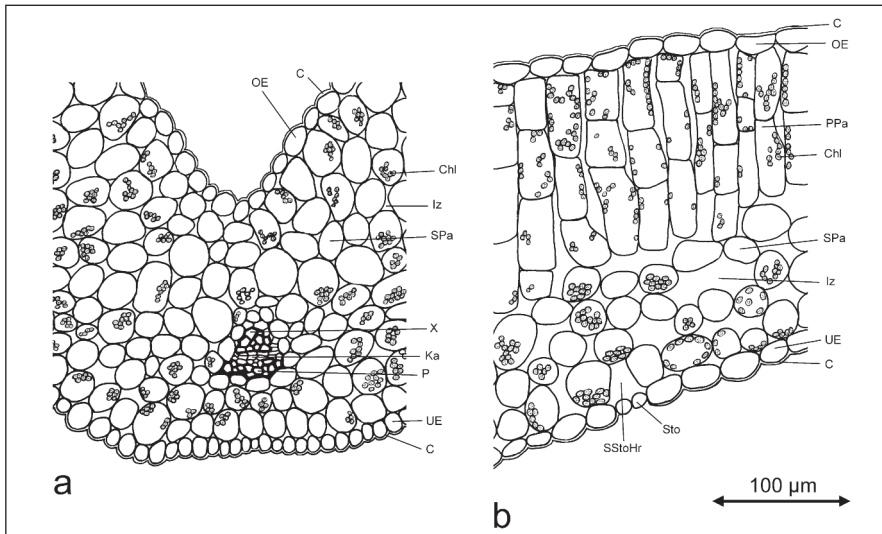 C
OE
Chl
Iz
SPa
X
Ka
P
UE
C
a
C
OE
PPa
Chl
SPa
Iz
UE
C
Sto
SStoHr
b
100 µm